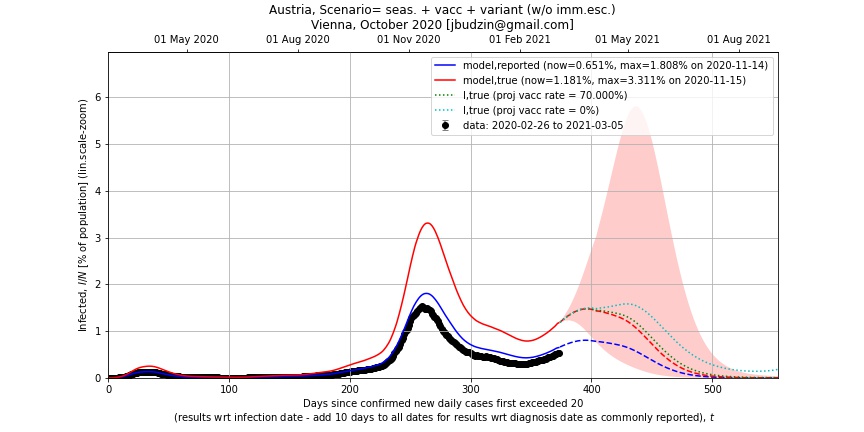 Austria, Scenario= seas. + vacc + variant (w/o imm.esc.)
Vienna, October 2020 [jbudzin@gmail.com]
01 May 2020 01 Aug 2020 01 Nov 2020 01 Feb 2021 01 May 2021 01 Aug 2021
model,reported (now=0.651%, max=1.808% on 2020-11-14)
model,true (now=1.181%, max=3.311% on 2020-11-15)
I,true (proj vacc rate = 70.000%)
I,true (proj vacc rate = 0%)
data: 2020-02-26 to 2021-03-05
Infected, I/N [% of population] (lin.scale-zoom)
6
5
4
3
2
1
0
0 100 200 300 400 500
Days since confirmed new daily cases first exceeded 20
(results wrt infection date - add 10 days to all dates for results wrt diagnosis date as commonly reported), t